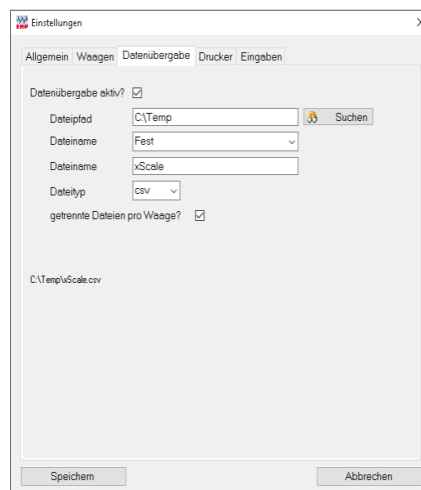 Einstellungen
Allgemein Waagen Datenübergabe Drucker Eingaben
Datenübergabe aktiv?
Dateipfad C:\Temp Suchen
Dateiname Fest
Dateiname xScale
Dateityp csv
getrennte Dateien pro Waage?
C:\Temp\xScale.csv
Speichern Abbrechen